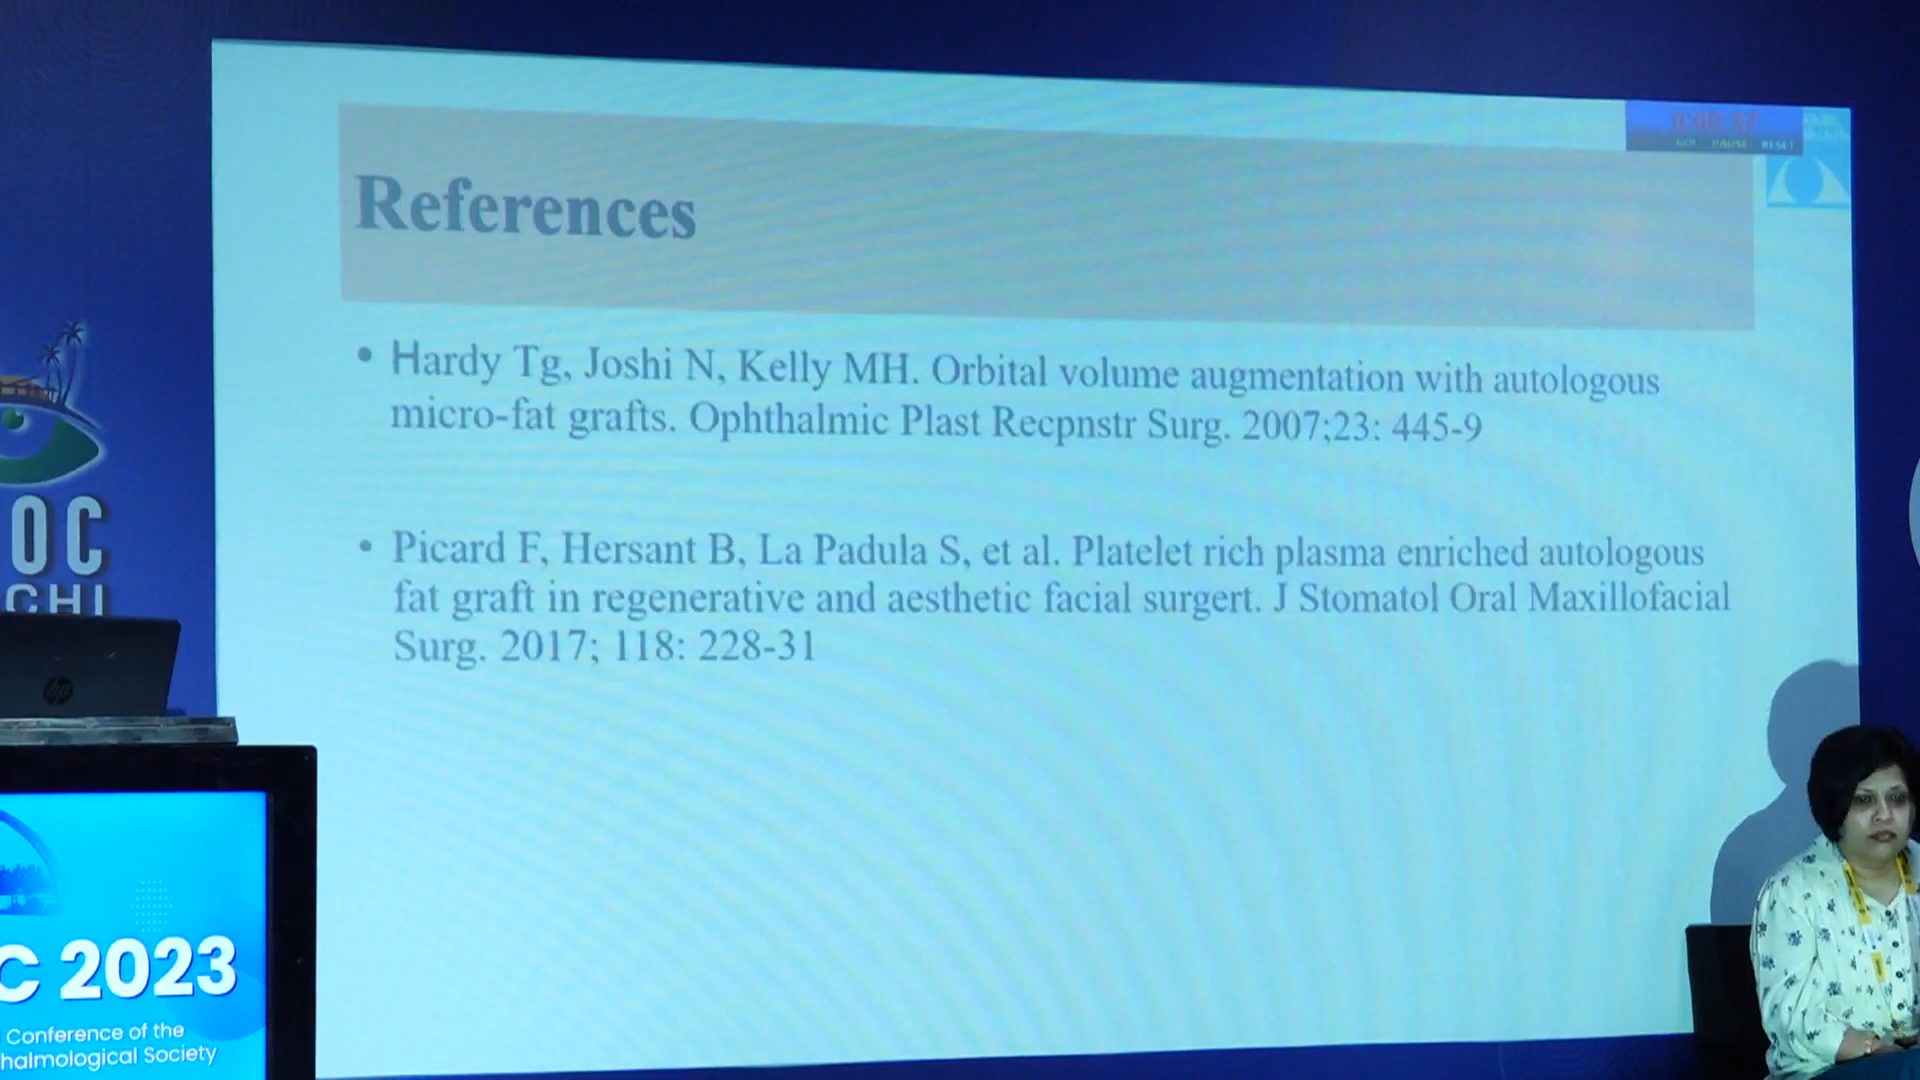 References
• Hardy Tg, Joshi N, Kelly MH. Orbital volume augmentation with autologous
micro-fat grafts. Ophthalmic Plast Recpnstr Surg. 2007;23: 445-9
• Picard F, Hersant B, La Padula S, et al. Platelet rich plasma enriched autologous
fat graft in regenerative and aesthetic facial surgert. J Stomatol Oral Maxillofacial
Surg. 2017; 118: 228-31
PAUSE RESET
OC
CHI
hp
C 2023
Conference of the
halmological Society